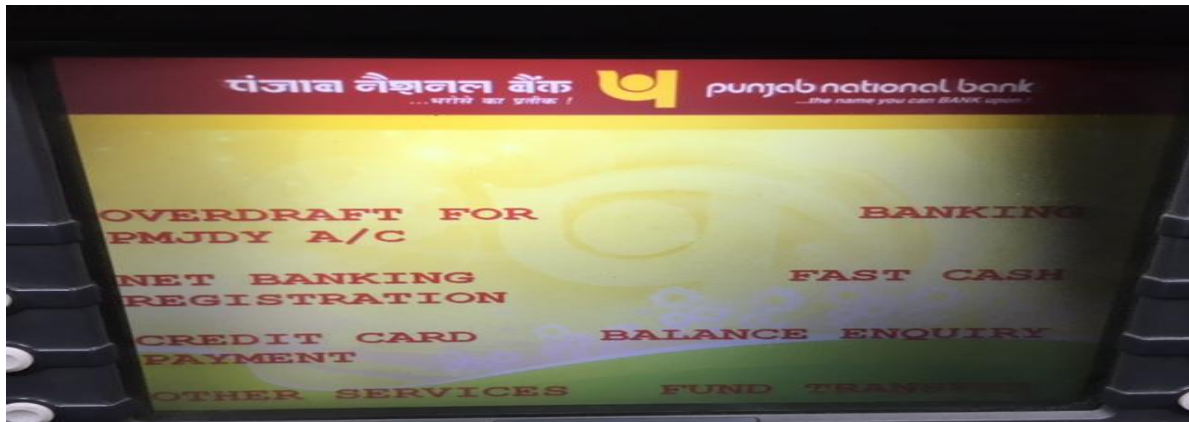 पंजाब नैशनल बैंक
...भरोसे का प्रतीक !
punjab national bank
...the name you can BANK upon !
OVERDRAFT FOR
PMJDY A/C
BANKING
NET BANKING
REGISTRATION
FAST CASH
CREDIT CARD
PAYMENT
BALANCE ENQUIRY
OTHER SERVICES
FUND TRANSFER